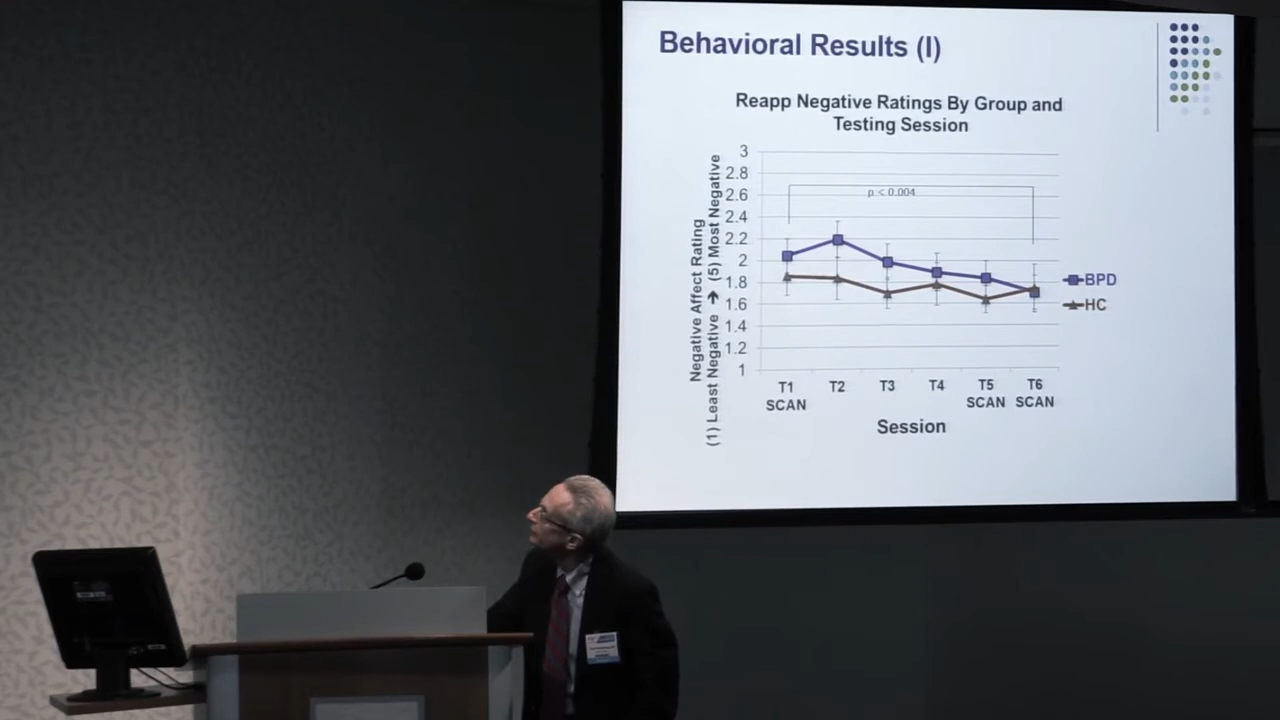 Behavioral Results (I)
Reapp Negative Ratings By Group and
Testing Session
Negative Affect Rating
(1) Least Negative ➔ (5) Most Negative
3
2.8
2.6
2.4
2.2
2
1.8
1.6
1.4
1.2
1
p < 0.004
BPD
HC
T1 T2 T3 T4 T5 T6
SCAN SCAN SCAN
Session